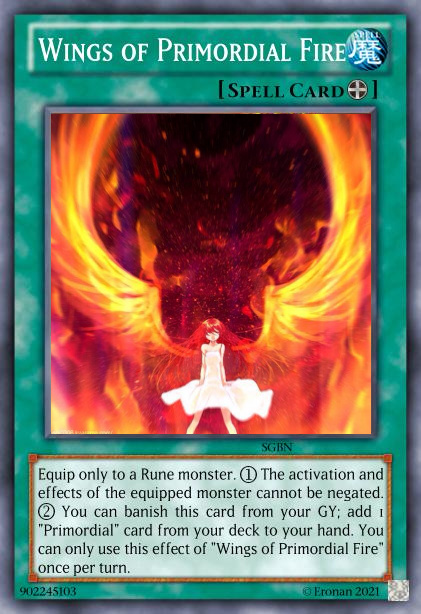 WINGS OF PRIMORDIAL FIRE
SPELL
魔
[SPELL CARD]
SGBN
Equip only to a Rune monster. ① The activation and
effects of the equipped monster cannot be negated.
② You can banish this card from your GY; add 1
"Primordial" card from your deck to your hand. You
can only use this effect of "Wings of Primordial Fire"
once per turn.
902245103
© Eronan 2021